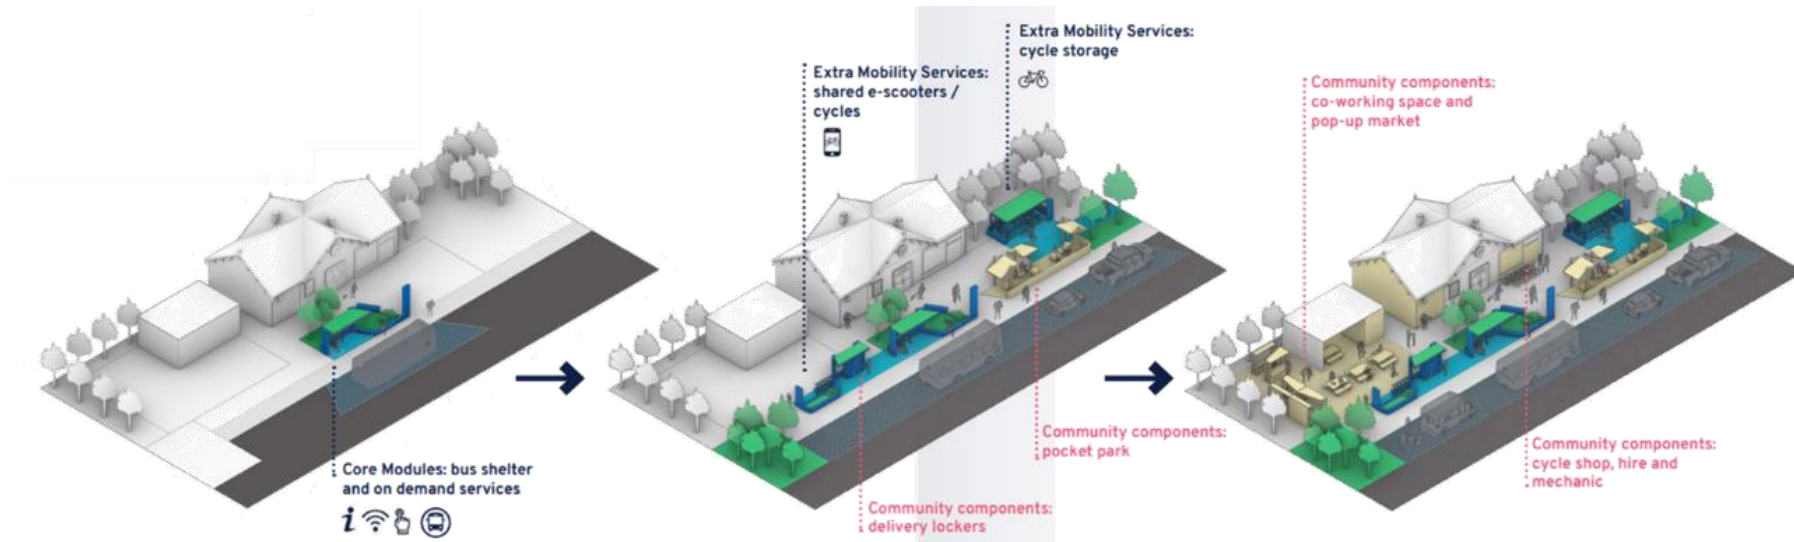 Core Modules: bus shelter
and on demand services
Extra Mobility Services:
shared e-scooters /
cycles
Extra Mobility Services:
cycle storage
Community components:
delivery lockers
Community components:
pocket park
Community components:
co-working space and
pop-up market
Community components:
cycle shop, hire and
mechanic